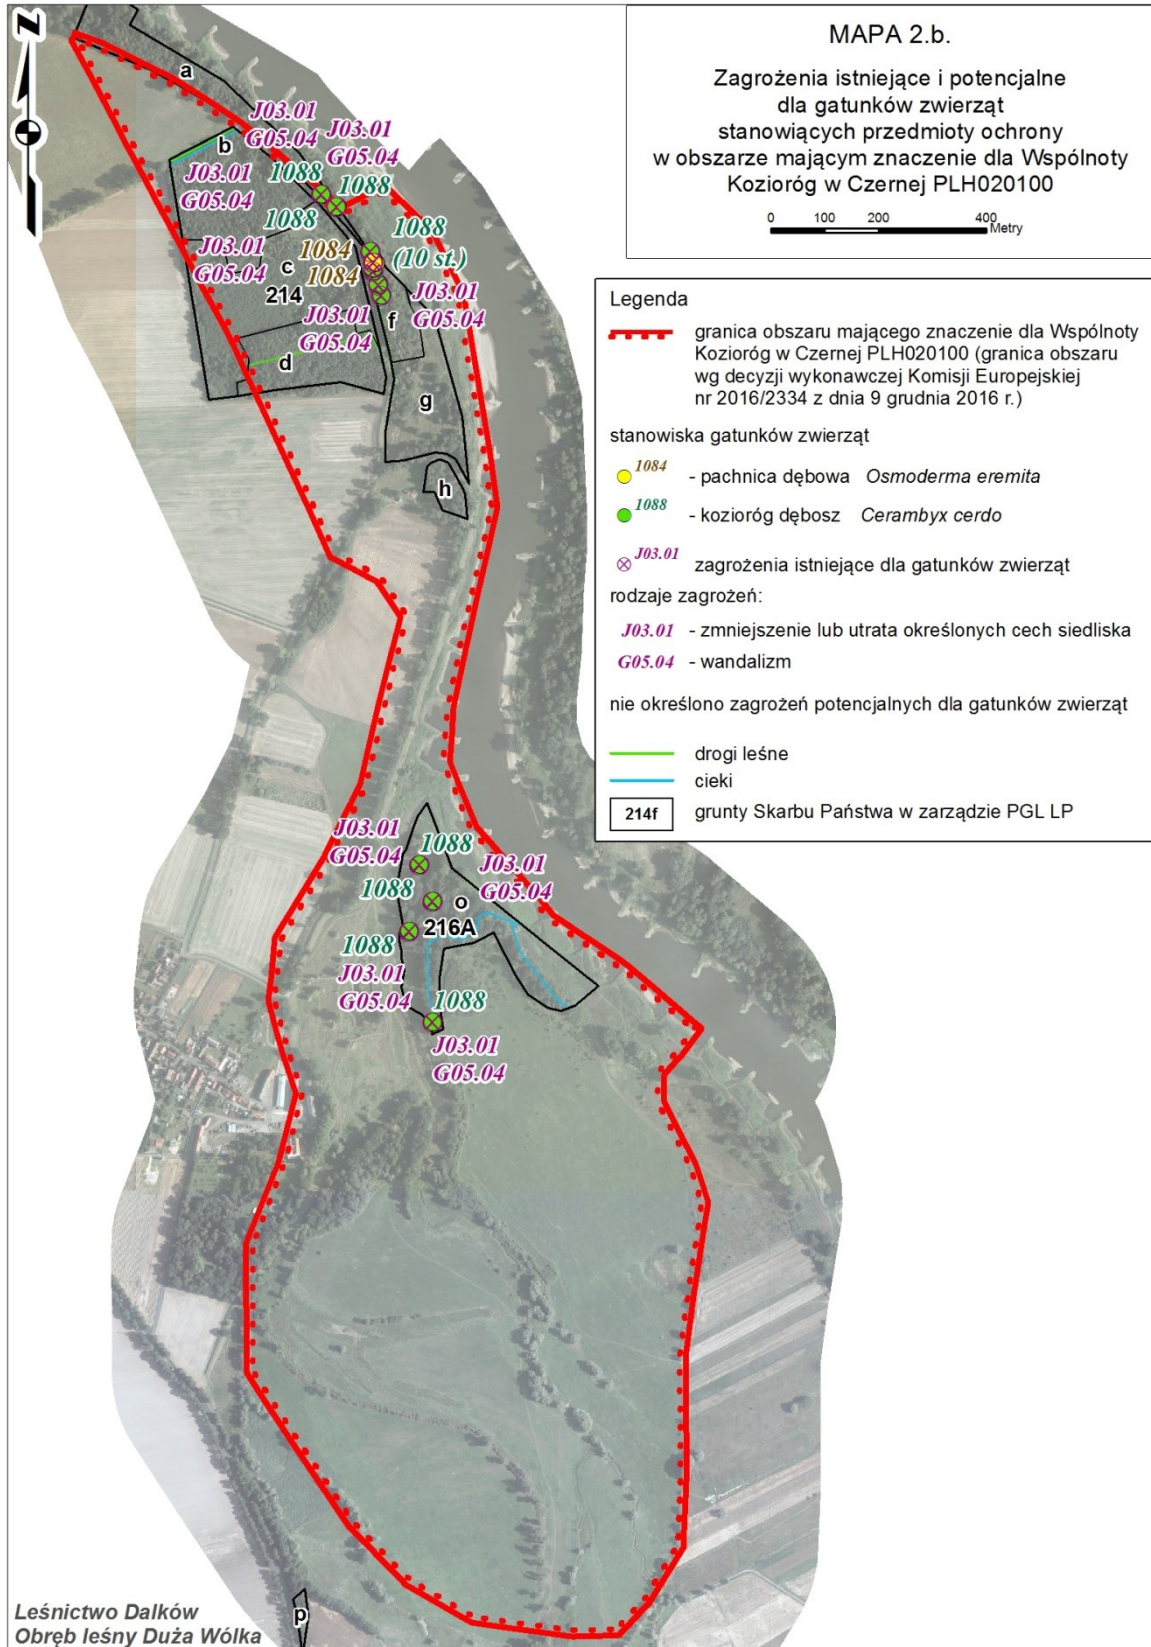 MAPA 2.b.
Zagrożenia istniejące i potencjalne
dla gatunków zwierząt
stanowiących przedmioty ochrony
w obszarze mającym znaczenie dla Wspólnoty
Kozioróg w Czernej PLH020100
0 100 200 400
Metry
Legenda
granica obszaru mającego znaczenie dla Wspólnoty
Kozioróg w Czernej PLH020100 (granica obszaru
wg decyzji wykonawczej Komisji Europejskiej
nr 2016/2334 z dnia 9 grudnia 2016 r.)
stanowiska gatunków zwierząt
1084 - pachnica dębowa Osmoderma eremita
1088 - kozioróg dębosz Cerambyx cerdo
J03.01 zagrożenia istniejące dla gatunków zwierząt
rodzaje zagrożeń:
J03.01 - zmniejszenie lub utrata określonych cech siedliska
G05.04 - wandalizm
nie określono zagrożeń potencjalnych dla gatunków zwierząt
drogi leśne
cieki
214f grunty Skarbu Państwa w zarządzie PGL LP
N
a
J03.01
G05.04
J03.01
G05.04
b
J03.01
G05.04
1088
1088
1088
1088
(10 st.)
J03.01
G05.04
1084
1084
c
214
J03.01
G05.04
J03.01
G05.04
f
d
g
h
J03.01
G05.04
1088
J03.01
G05.04
1088
o
216A
1088
J03.01
G05.04
1088
J03.01
G05.04
p
Leśnictwo Dalków
Obręb leśny Duża Wólka